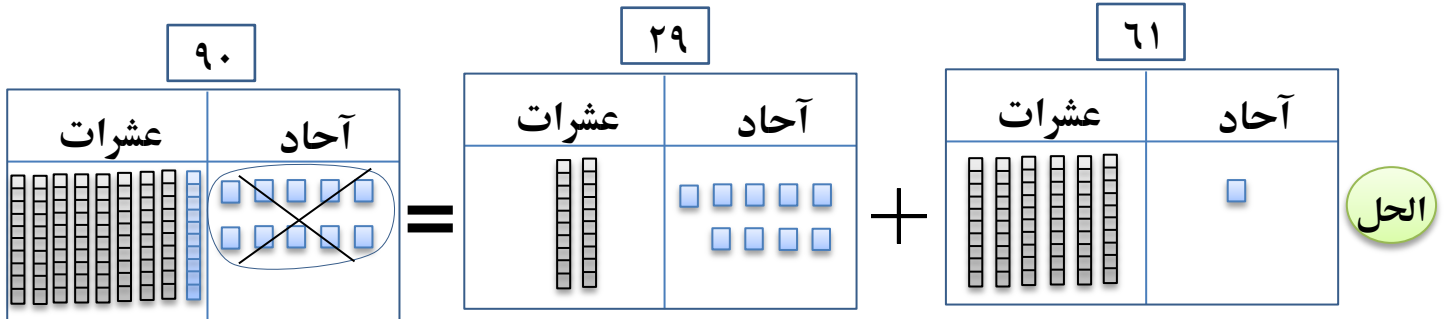 ٦١
٢٩
٩٠
آحاد
عشرات
آحاد
عشرات
آحاد
عشرات
الحل
+
=